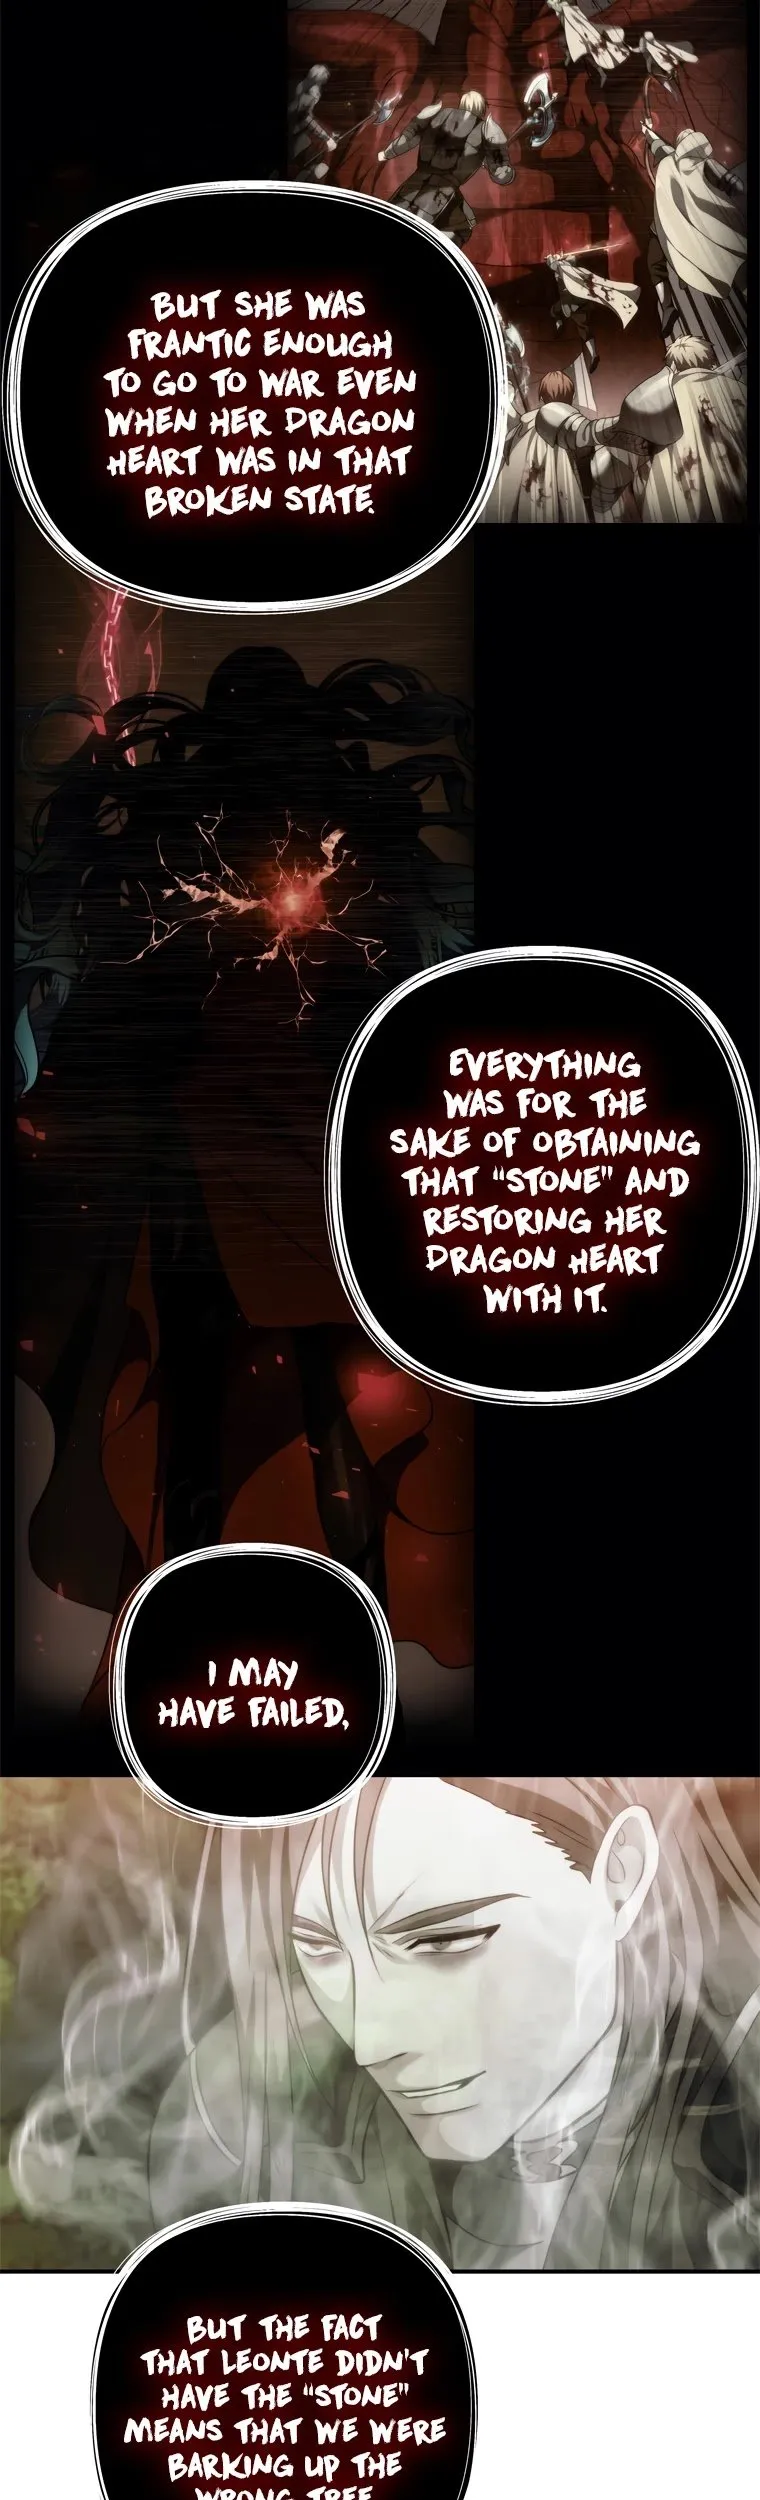 BUT SHE WAS
FRANTIC ENOUGH
TO GO TO WAR EVEN
WHEN HER DRAGON
HEART WAS IN THAT
BROKEN STATE.
EVERYTHING
WAS FOR THE
SAKE OF OBTAINING
THAT "STONE" AND
RESTORING HER
DRAGON HEART
WITH IT.
I MAY
HAVE FAILED,
BUT THE FACT
THAT LEONTE DIDN'T
HAVE THE "STONE"
MEANS THAT WE WERE
BARKING UP THE
WRONG TREE